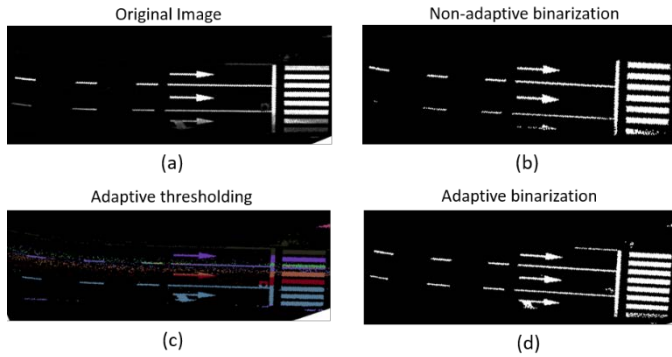 Original Image
Non-adaptive binarization
(a)
(b)
Adaptive thresholding
Adaptive binarization
(c)
(d)